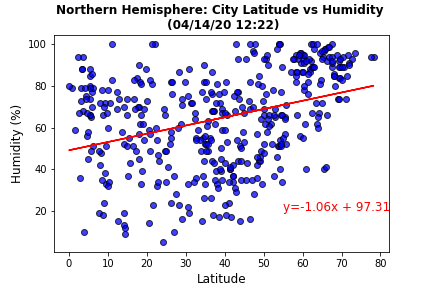 Northern Hemisphere: City Latitude vs Humidity
(04/14/20 12:22)
100
80
60
40
20
Humidity (%)
y=-1.06x + 97.31
0 10 20 30 40 50 60 70 80
Latitude